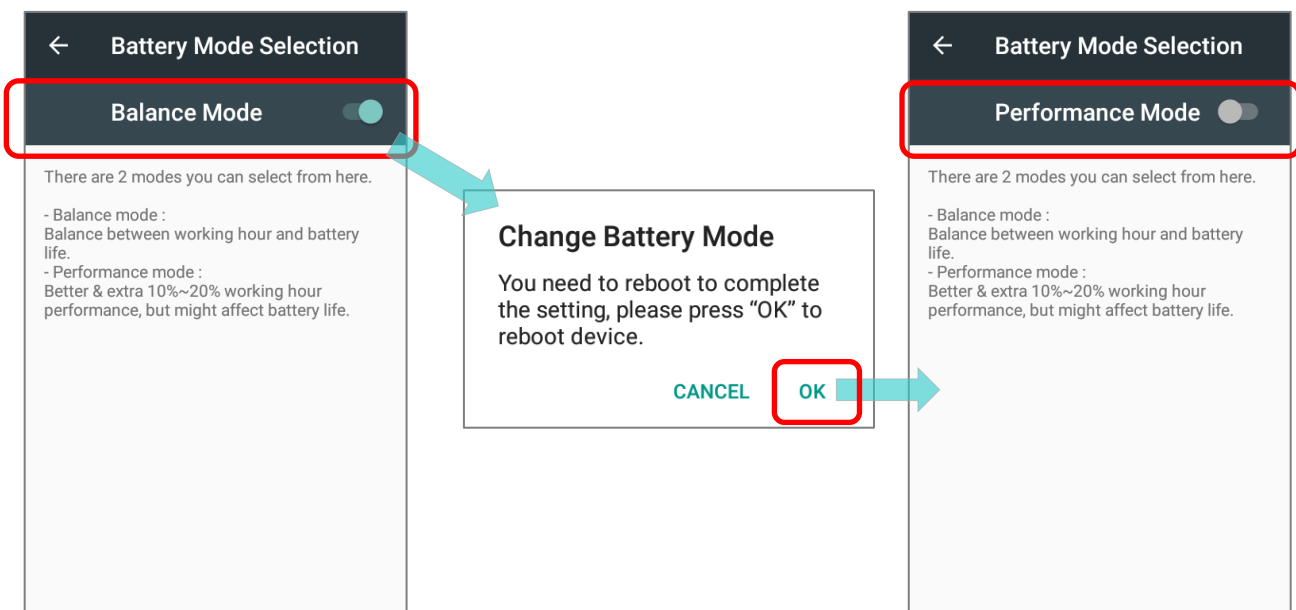 Battery Mode Selection
Balance Mode
There are 2 modes you can select from here.
- Balance mode :
Balance between working hour and battery
life.
- Performance mode :
Better & extra 10%~20% working hour
performance, but might affect battery life.
Change Battery Mode
You need to reboot to complete
the setting, please press “OK” to
reboot device.
CANCEL OK
Battery Mode Selection
Performance Mode
There are 2 modes you can select from here.
- Balance mode :
Balance between working hour and battery
life.
- Performance mode :
Better & extra 10%~20% working hour
performance, but might affect battery life.